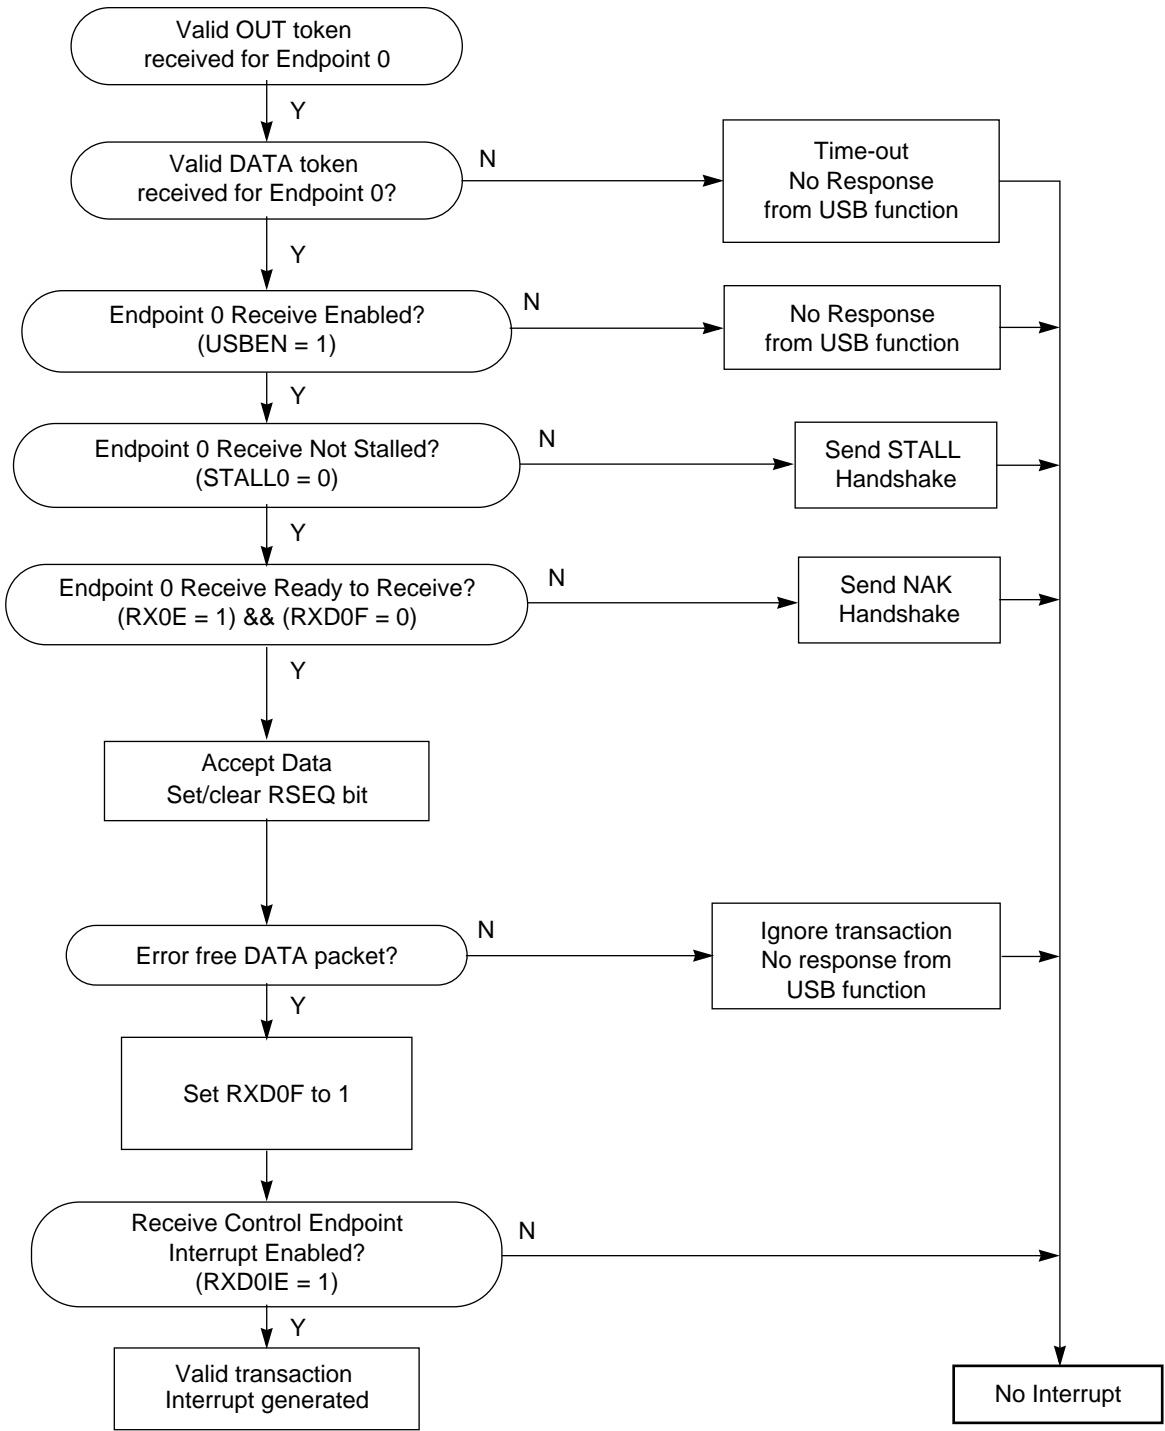 Valid OUT token
received for Endpoint 0
Y
Valid DATA token
received for Endpoint 0?
N
Time-out
No Response
from USB function
Y
Endpoint 0 Receive Enabled?
(USBEN = 1)
N
No Response
from USB function
Y
Endpoint 0 Receive Not Stalled?
(STALL0 = 0)
N
Send STALL
Handshake
Y
Endpoint 0 Receive Ready to Receive?
(RX0E = 1) && (RXD0F = 0)
N
Send NAK
Handshake
Y
Accept Data
Set/clear RSEQ bit
Error free DATA packet?
N
Ignore transaction
No response from
USB function
Y
Set RXD0F to 1
Receive Control Endpoint
Interrupt Enabled?
(RXD0IE = 1)
N
Y
Valid transaction
Interrupt generated
No Interrupt